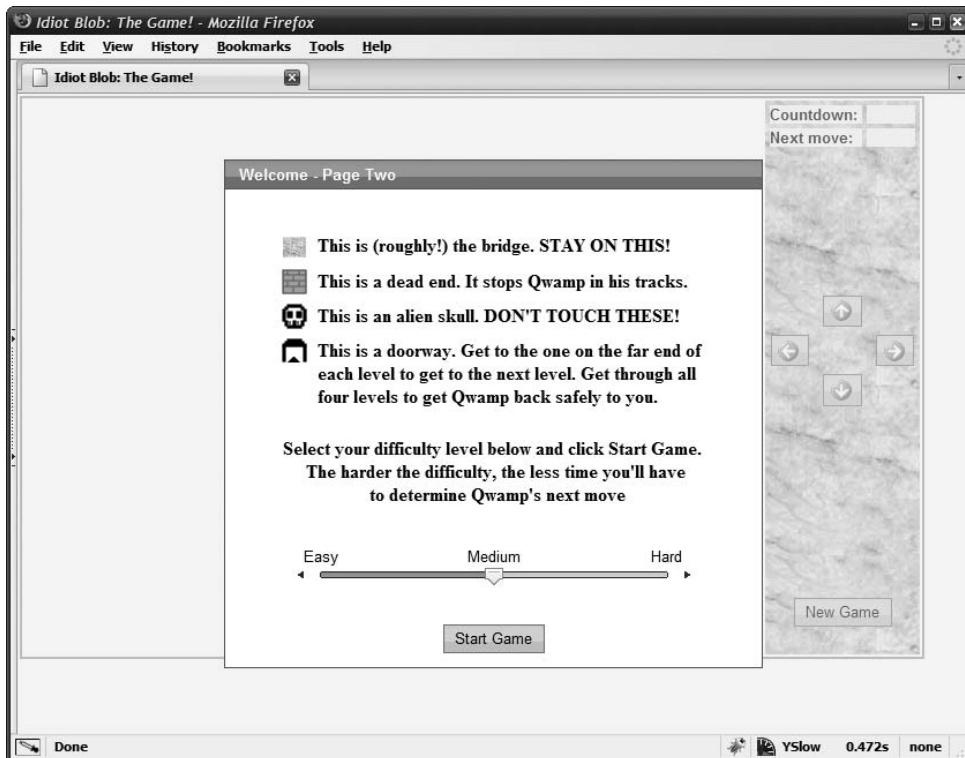 Idiot Blob: The Game! - Mozilla Firefox
File Edit View History Bookmarks Tools Help
Idiot Blob: The Game!
Countdown:
Next move:
Welcome - Page Two
This is (roughly!) the bridge. STAY ON THIS!
This is a dead end. It stops Qwamp in his tracks.
This is an alien skull. DON'T TOUCH THESE!
This is a doorway. Get to the one on the far end of
each level to get to the next level. Get through all
four levels to get Qwamp back safely to you.
Select your difficulty level below and click Start Game.
The harder the difficulty, the less time you'll have
to determine Qwamp's next move
Easy Medium Hard
New Game
Start Game
Done YSlow 0.472s none